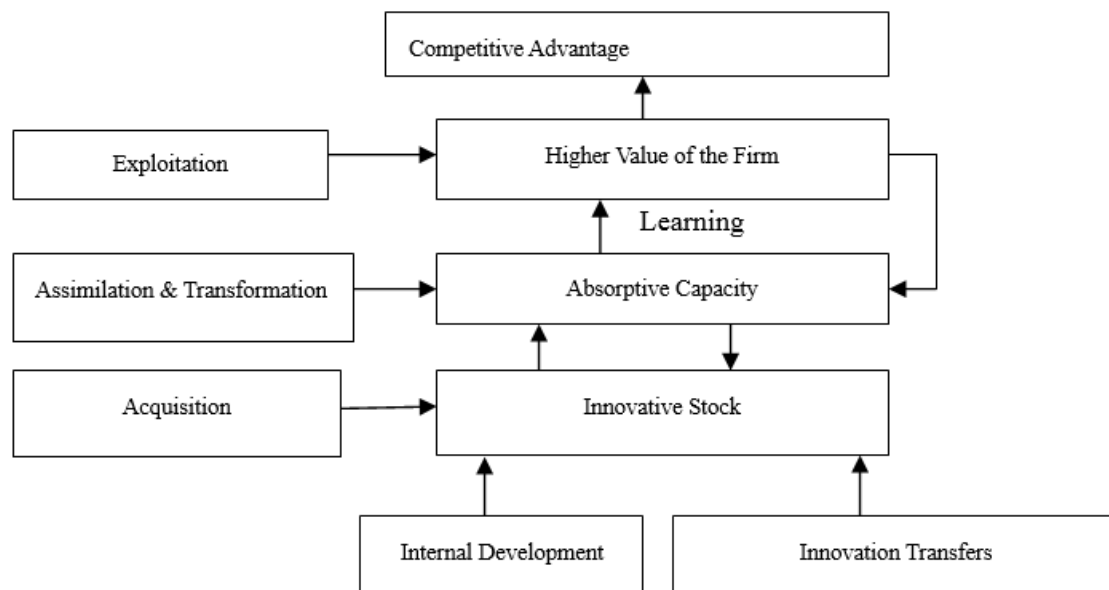 Competitive Advantage
Exploitation
Higher Value of the Firm
Learning
Assimilation & Transformation
Absorptive Capacity
Acquisition
Innovative Stock
Internal Development
Innovation Transfers